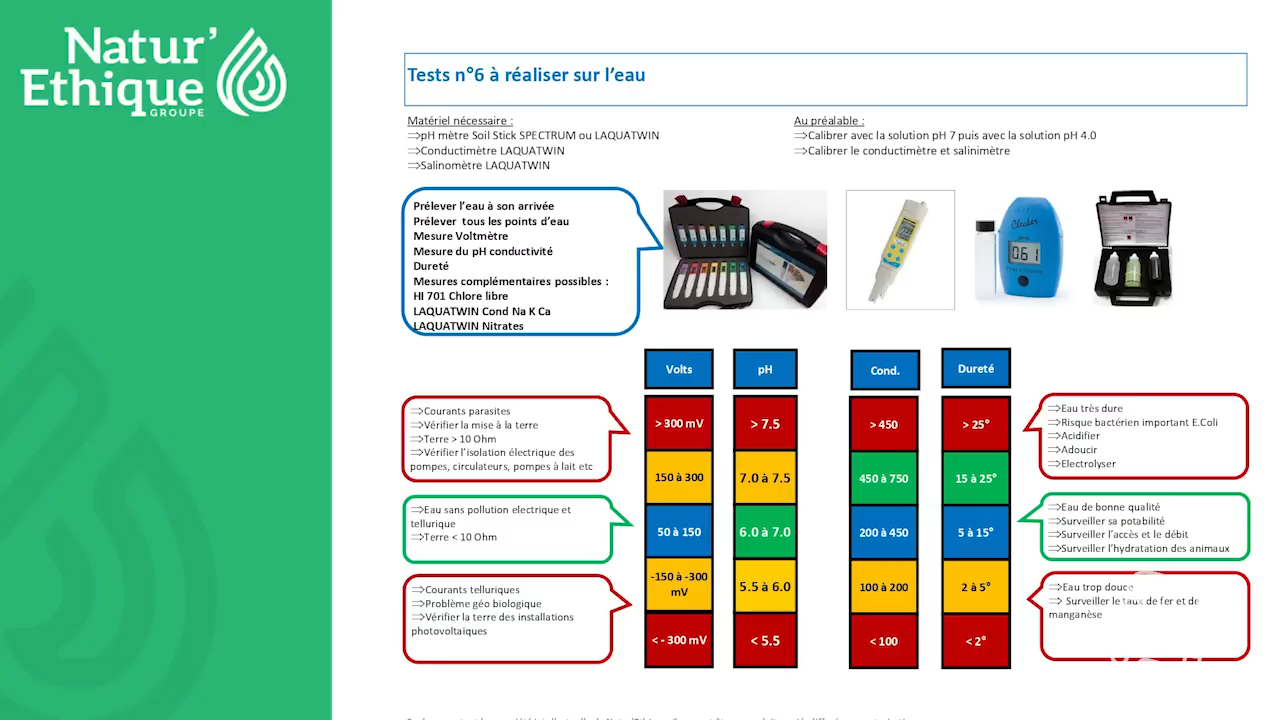 Natur'
Ethique
GROUPE
Tests n°6 à réaliser sur l'eau
Matériel nécessaire :
⇒pH mètre Soil Stick SPECTRUM ou LAQUATWIN
⇒Conductimètre LAQUATWIN
⇒Salinomètre LAQUATWIN
Au préalable :
⇒Calibrer avec la solution pH 7 puis avec la solution pH 4.0
⇒Calibrer le conductimètre et salinimètre
Prélever l'eau à son arrivée
Prélever tous les points d'eau
Mesure Voltmètre
Mesure du pH conductivité
Dureté
Mesures complémentaires possibles :
HI 701 Chlore libre
LAQUATWIN Cond Na K Ca
LAQUATWIN Nitrates
Checker
0.61
Volts
pH
Cond.
Dureté
> 300 mV
> 7.5
> 450
> 25°
150 à 300
7.0 à 7.5
450 à 750
15 à 25°
50 à 150
6.0 à 7.0
200 à 450
5 à 15°
-150 à -300
mV
5.5 à 6.0
100 à 200
2 à 5°
< - 300 mV
< 5.5
< 100
< 2°
⇒Courants parasites
⇒Vérifier la mise à la terre
⇒Terre > 10 Ohm
⇒Vérifier l'isolation électrique des
pompes, circulateurs, pompes à lait etc
⇒Eau sans pollution electrique et
tellurique
⇒Terre < 10 Ohm
⇒Courants telluriques
⇒Problème géo biologique
⇒Vérifier la terre des installations
photovoltaïques
⇒Eau très dure
⇒Risque bactérien important E.Coli
⇒Acidifier
⇒Adoucir
⇒Electrolyser
⇒Eau de bonne qualité
⇒Surveiller sa potabilité
⇒Surveiller l'accès et le débit
⇒Surveiller l'hydratation des animaux
⇒Eau trop douce
⇒ Surveiller le taux de fer et de
manganèse